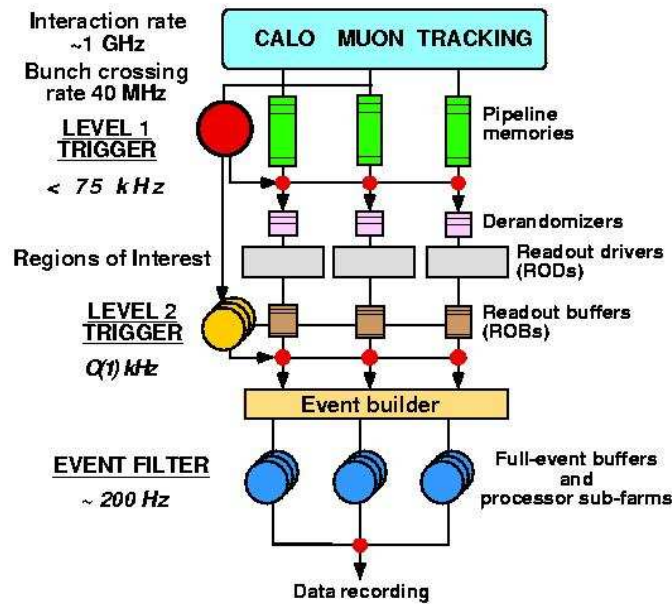 Interaction rate
~1 GHz
CALO MUON TRACKING
Bunch crossing
rate 40 MHz
LEVEL 1
TRIGGER
< 75 kHz
Pipeline
memories
Derandomizers
Regions of Interest
Readout drivers
(RODs)
LEVEL 2
TRIGGER
O(1) kHz
Readout buffers
(ROBs)
Event builder
EVENT FILTER
~ 200 Hz
Full-event buffers
and
processor sub-farms
Data recording